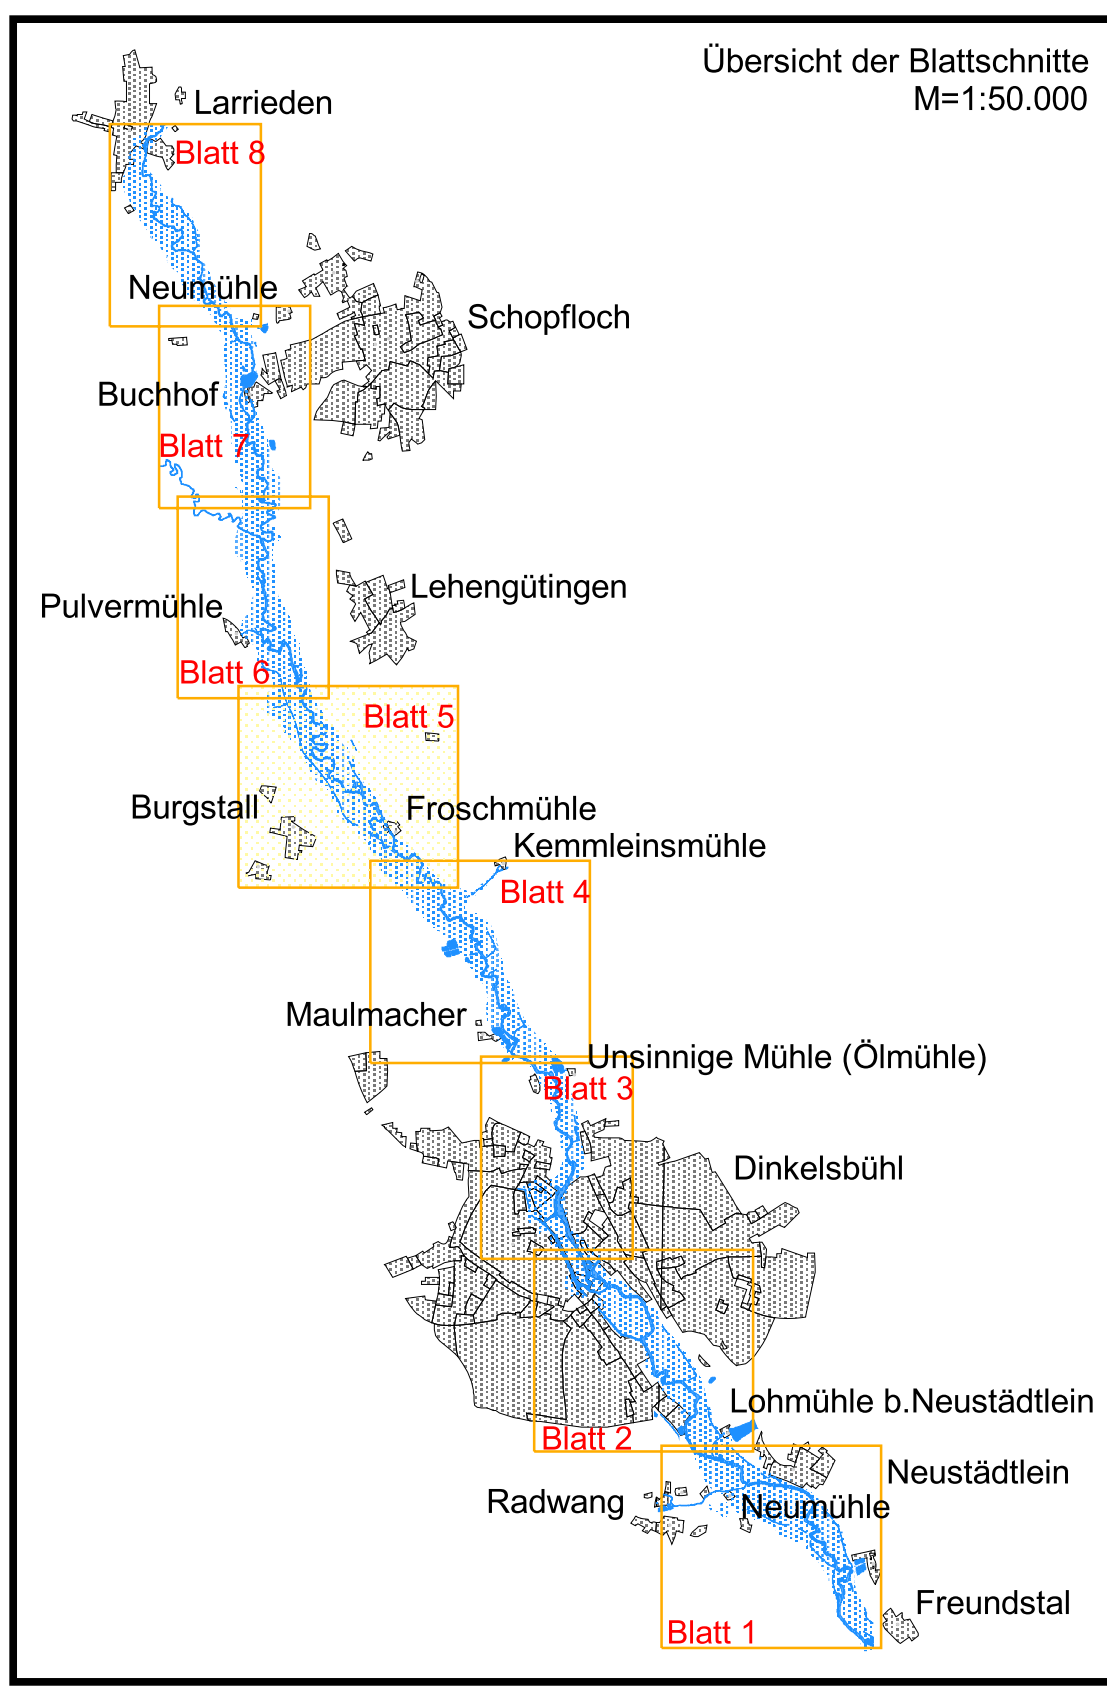 Übersicht der Blattschnitte
M=1:50.000
Larrieden
Blatt 8
Neumühle
Schopfloch
Buchhof
Blatt 7
Lehengütingen
Pulvermühle
Blatt 6
Blatt 5
Burgstall
Froschmühle
Kemmleinsmühle
Blatt 4
Maulmacher
Unsinnige Mühle (Ölmühle)
Blatt 3
Dinkelsbühl
Lohmühle b.Neustädtlein
Blatt 2
Neustädtlein
Radwang
Neumühle
Freundstal
Blatt 1